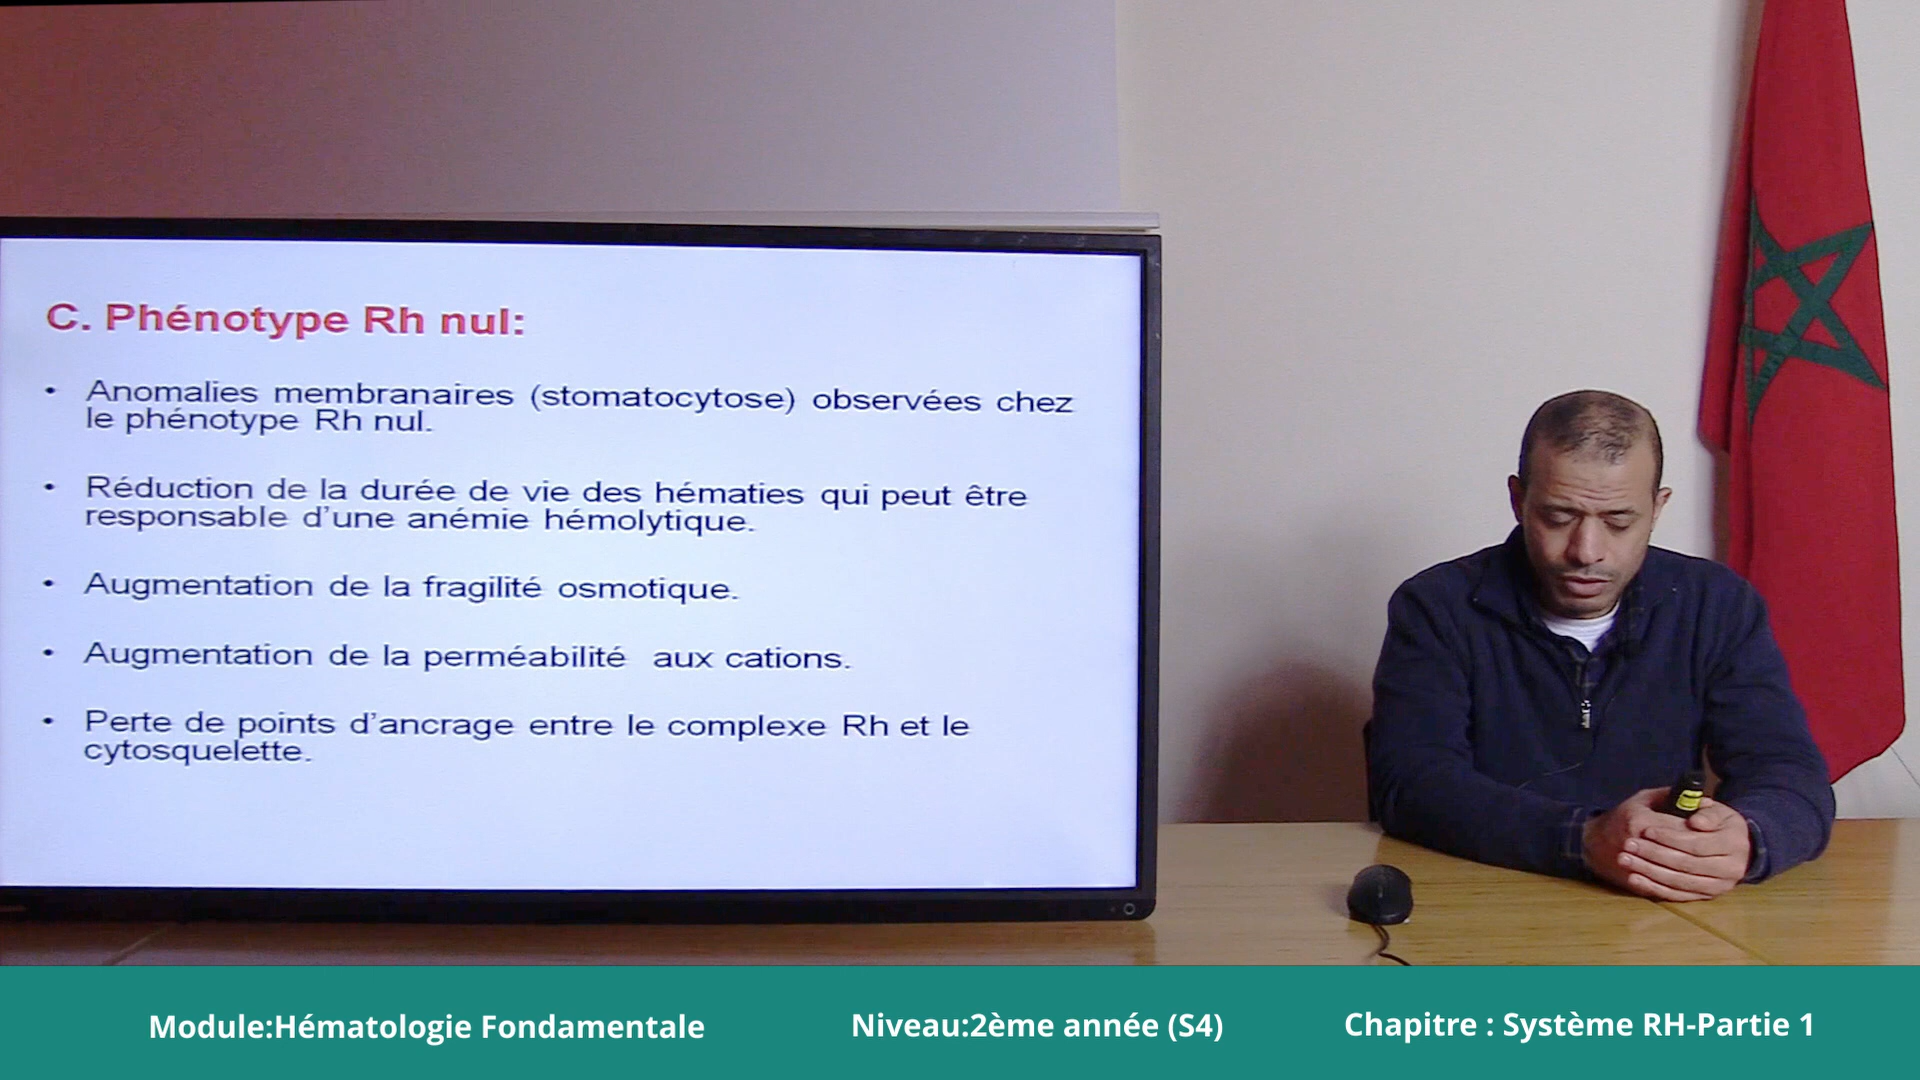 C. Phénotype Rh nul:
• Anomalies membranaires (stomatocytose) observées chez
le phénotype Rh nul.
• Réduction de la durée de vie des hématies qui peut être
responsable d'une anémie hémolytique.
• Augmentation de la fragilité osmotique.
• Augmentation de la perméabilité aux cations.
• Perte de points d'ancrage entre le complexe Rh et le
cytosquelette.
Module:Hématologie Fondamentale
Niveau:2ème année (S4)
Chapitre : Système RH-Partie 1